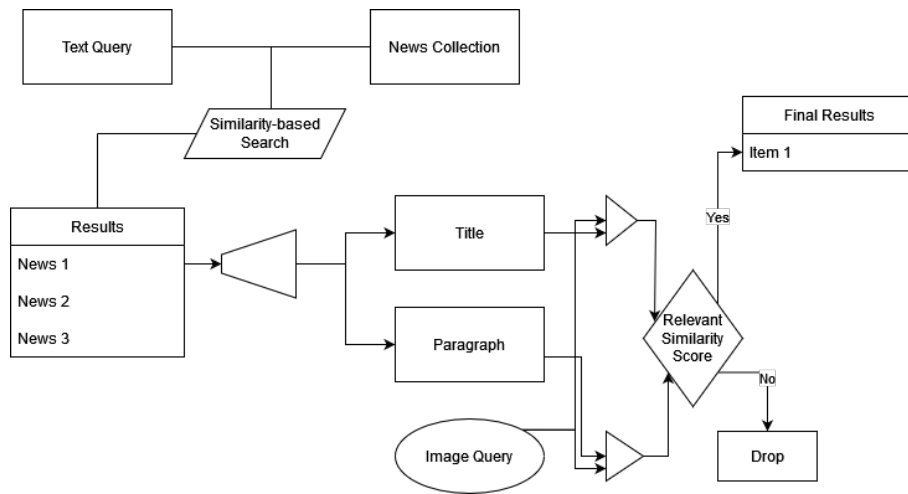 Text Query
News Collection
Similarity-based
Search
Final Results
Item 1
Yes
Results
News 1
News 2
News 3
Title
Paragraph
Image Query
Relevant
Similarity
Score
No
Drop